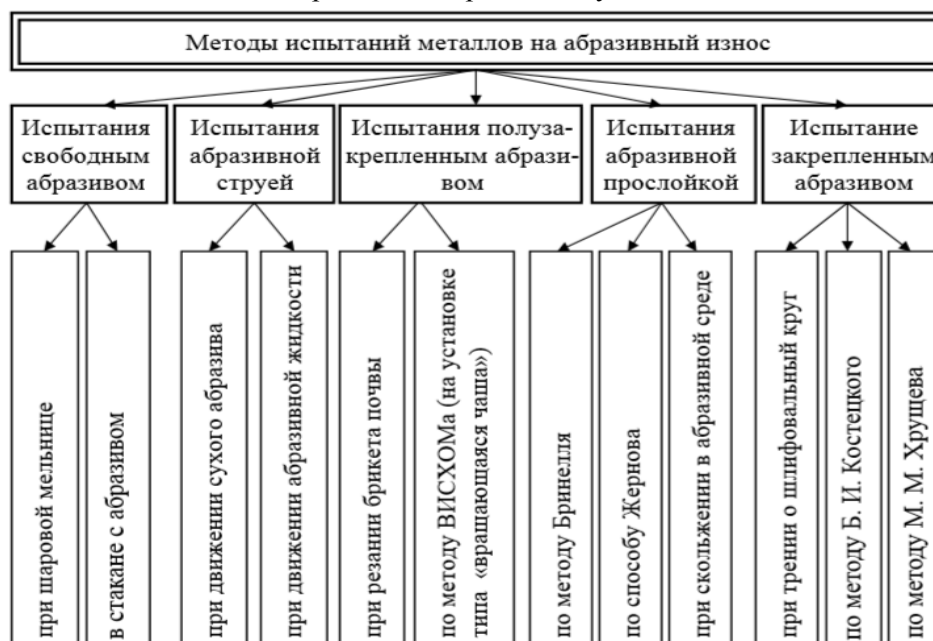 Методы испытаний металлов на абразивный износ
Испытания
свободным
абразивом
Испытания
абразивной
струей
Испытания полуза-
крепленным абрази-
вом
Испытания
абразивной
прослойкой
Испытание
закрепленным
абразивом
при шаровой мельнице
в стакане с абразивом
при движении сухого абразива
при движении абразивной жидкости
при резании брикета почвы
по методу ВИСХОМа (на установке
типа «вращающаяся чаша»)
по методу Бринелля
по способу Жернова
при скольжении в абразивной среде
при трении о шлифовальный круг
по методу Б. И. Костецкого
по методу М. М. Хрущева